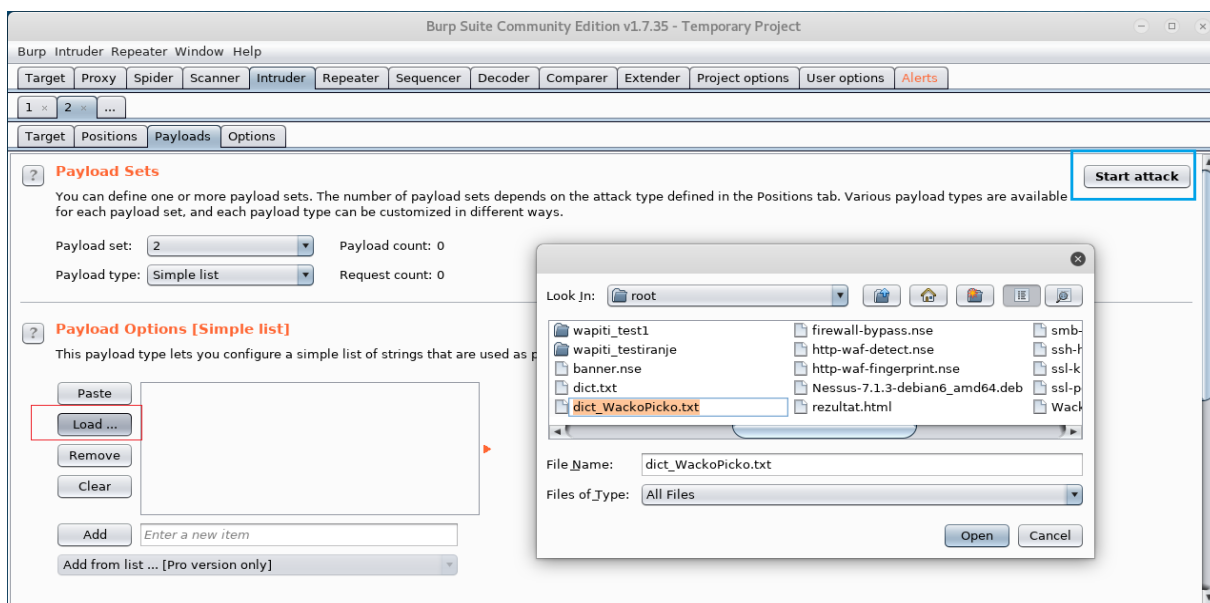 Burp Suite Community Edition v1.7.35 - Temporary Project
Burp Intruder Repeater Window Help
Target Proxy Spider Scanner Intruder Repeater Sequencer Decoder Comparer Extender Project options User options Alerts
1 × 2 × ...
Target Positions Payloads Options
? Payload Sets
Start attack
You can define one or more payload sets. The number of payload sets depends on the attack type defined in the Positions tab. Various payload types are available
for each payload set, and each payload type can be customized in different ways.
Payload set: 2 Payload count: 0
Payload type: Simple list Request count: 0
? Payload Options [Simple list]
This payload type lets you configure a simple list of strings that are used as p
Paste
Load ...
Remove
Clear
Add Enter a new item
Add from list ... [Pro version only]
Look In: root
wapiti_test1 firewall-bypass.nse smb-
wapiti_testiranje http-waf-detect.nse ssh-h
banner.nse http-waf-fingerprint.nse ssl-k
dict.txt Nessus-7.1.3-debian6_amd64.deb ssl-p
dict_WackoPicko.txt rezultat.html Wack
File Name: dict_WackoPicko.txt
Files of Type: All Files
Open Cancel